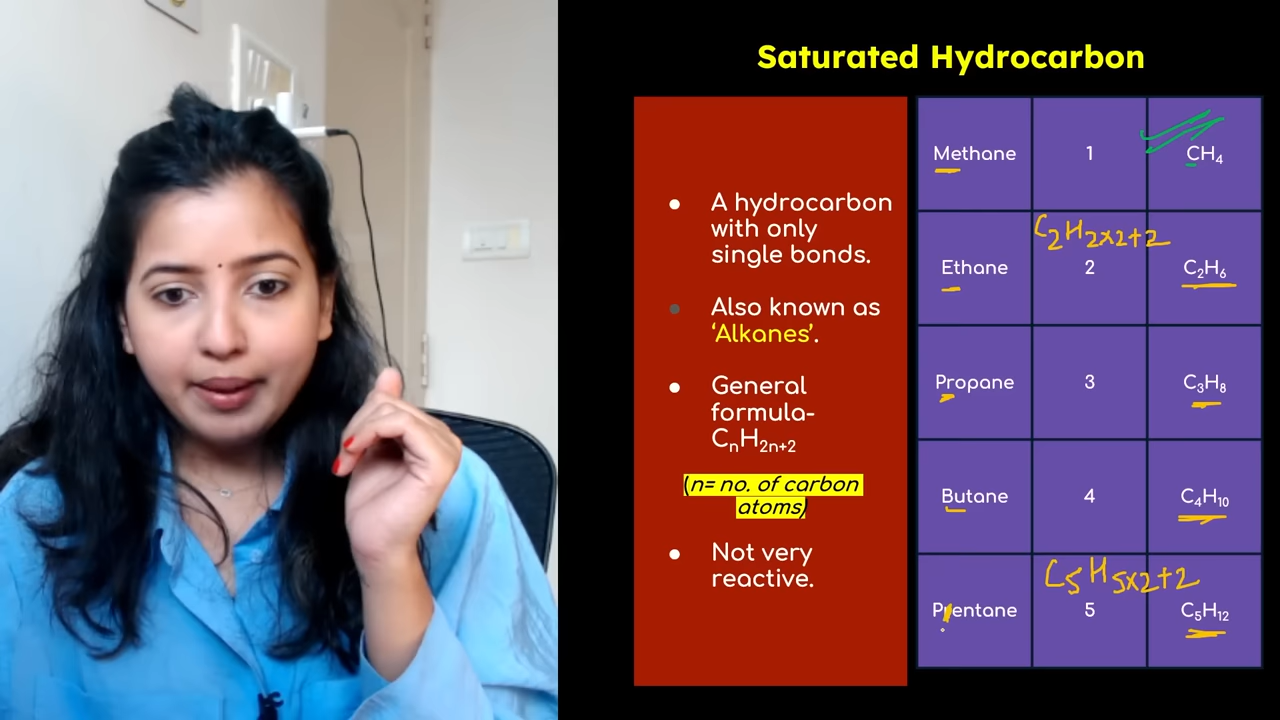 Saturated Hydrocarbon
● A hydrocarbon
with only
single bonds.
● Also known as
‘Alkanes’.
● General
formula-
CₙH₂ₙ₊₂
(n= no. of carbon
atoms)
● Not very
reactive.
Methane 1 CH₄
C₂H₂ₓ₂₊₂
Ethane 2 C₂H₆
Propane 3 C₃H₈
Butane 4 C₄H₁₀
C₅H₅ₓ₂₊₂
Prentane 5 C₅H₁₂